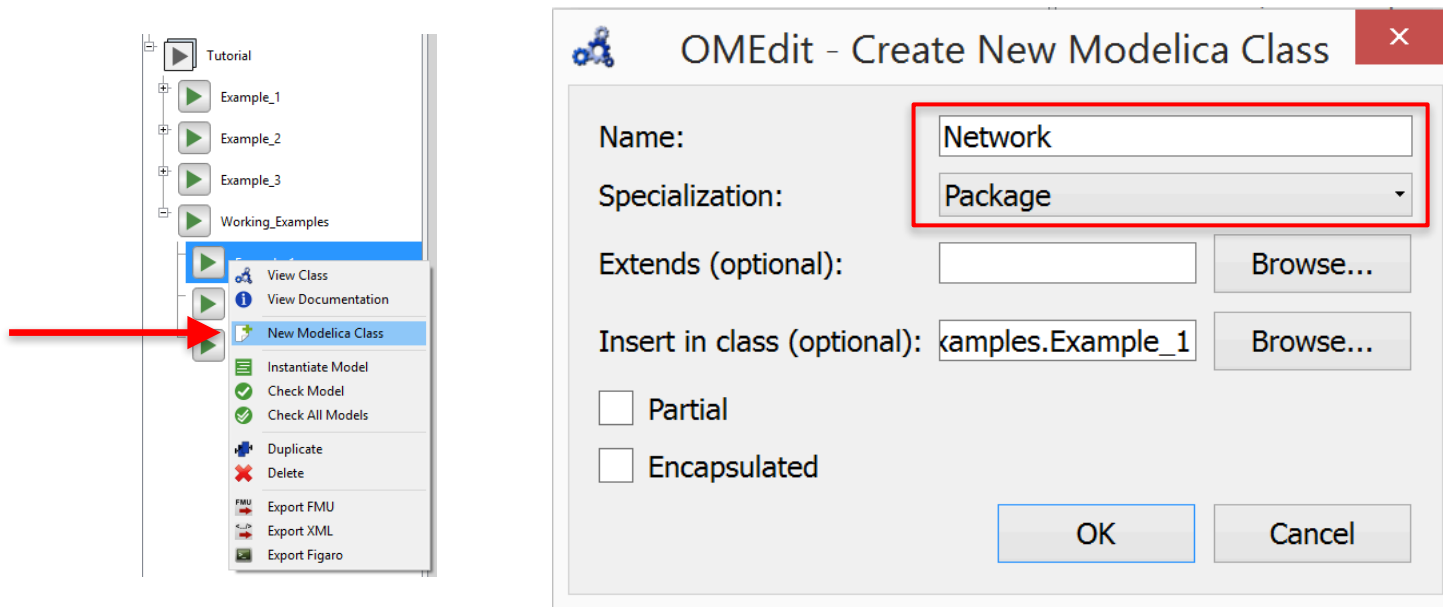 Tutorial
Example_1
Example_2
Example_3
Working_Examples
View Class
View Documentation
New Modelica Class
Instantiate Model
Check Model
Check All Models
Duplicate
Delete
FMU
Export FMU
Export XML
Export Figaro
OMEdit - Create New Modelica Class
Name: Network
Specialization: Package
Extends (optional): Browse...
Insert in class (optional): xamples.Example_1 Browse...
Partial
Encapsulated
OK Cancel